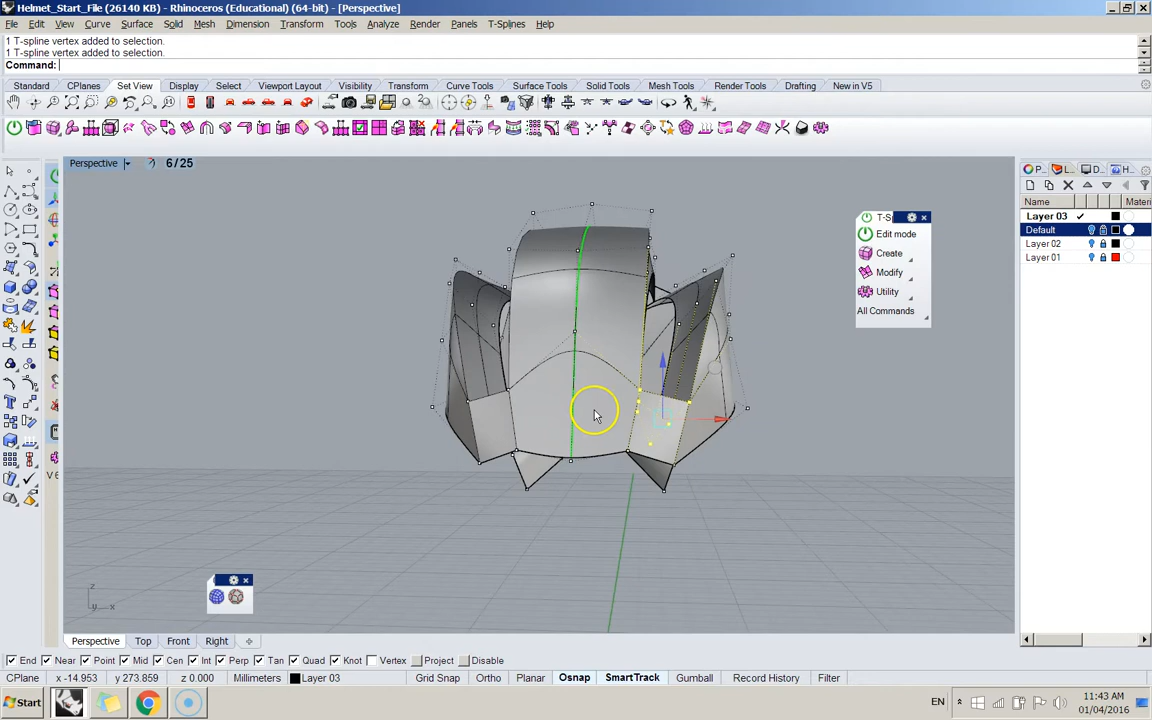 Helmet_Start_File (26140 KB) - Rhinoceros (Educational) (64-bit) - [Perspective]
File Edit View Curve Surface Solid Mesh Dimension Transform Tools Analyze Render Panels T-Splines Help
1 T-spline vertex added to selection.
1 T-spline vertex added to selection.
Command:
Standard CPlanes Set View Display Select Viewport Layout Visibility Transform Curve Tools Surface Tools Solid Tools Mesh Tools Render Tools Drafting New in V5
Perspective 6/25
P... L... D... H...
Name Materi
Layer 03
Default
Layer 02
Layer 01
T-Sp
Edit mode
Create
Modify
Utility
All Commands
V 6
z
y x
Perspective Top Front Right
End Near Point Mid Cen Int Perp Tan Quad Knot Vertex Project Disable
CPlane x -14.953 y 273.859 z 0.000 Millimeters Layer 03 Grid Snap Ortho Planar Osnap SmartTrack Gumball Record History Filter
Start EN 11:43 AM
01/04/2016